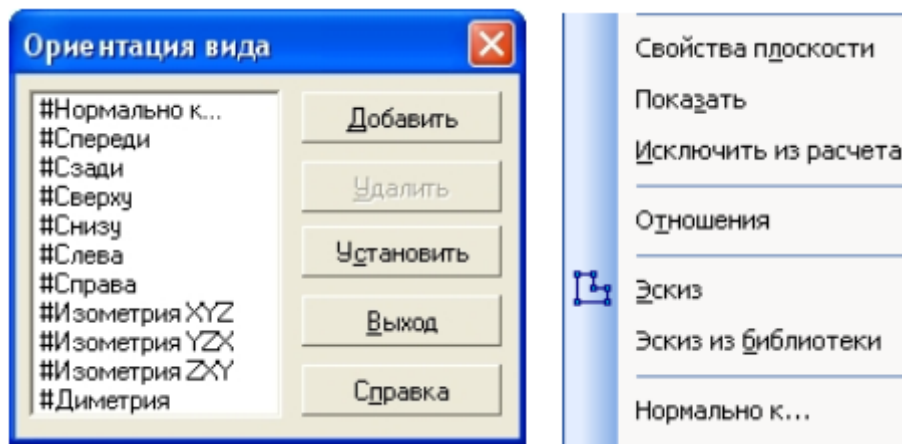 Ориентация вида
#Нормально к...
#Спереди
#Сзади
#Сверху
#Снизу
#Слева
#Справа
#Изометрия XYZ
#Изометрия YZX
#Изометрия ZXY
#Диметрия
Добавить
Удалить
Установить
Выход
Справка
Свойства плоскости
Показать
Исключить из расчета
Отношения
Эскиз
Эскиз из библиотеки
Нормально к...